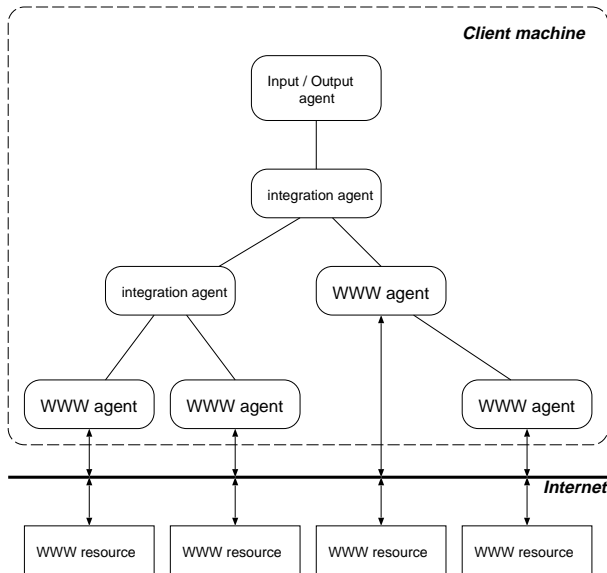 Client machine
Input / Output
agent
integration agent
integration agent
WWW agent
WWW agent
WWW agent
WWW agent
Internet
WWW resource
WWW resource
WWW resource
WWW resource